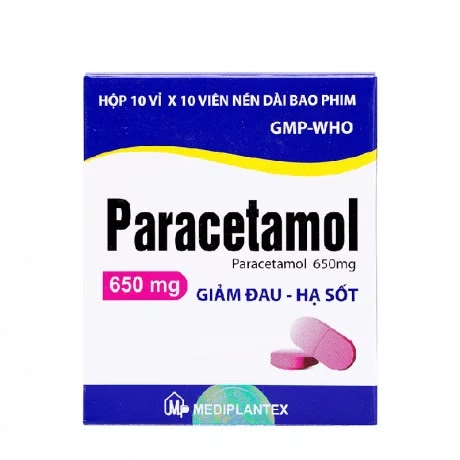 HỘP 10 VỈ X 10 VIÊN NÉN DÀI BAO PHIM
GMP-WHO
Paracetamol
Paracetamol 650mg
650 mg
GIẢM ĐAU - HẠ SỐT
MP MEDIPLANTEX